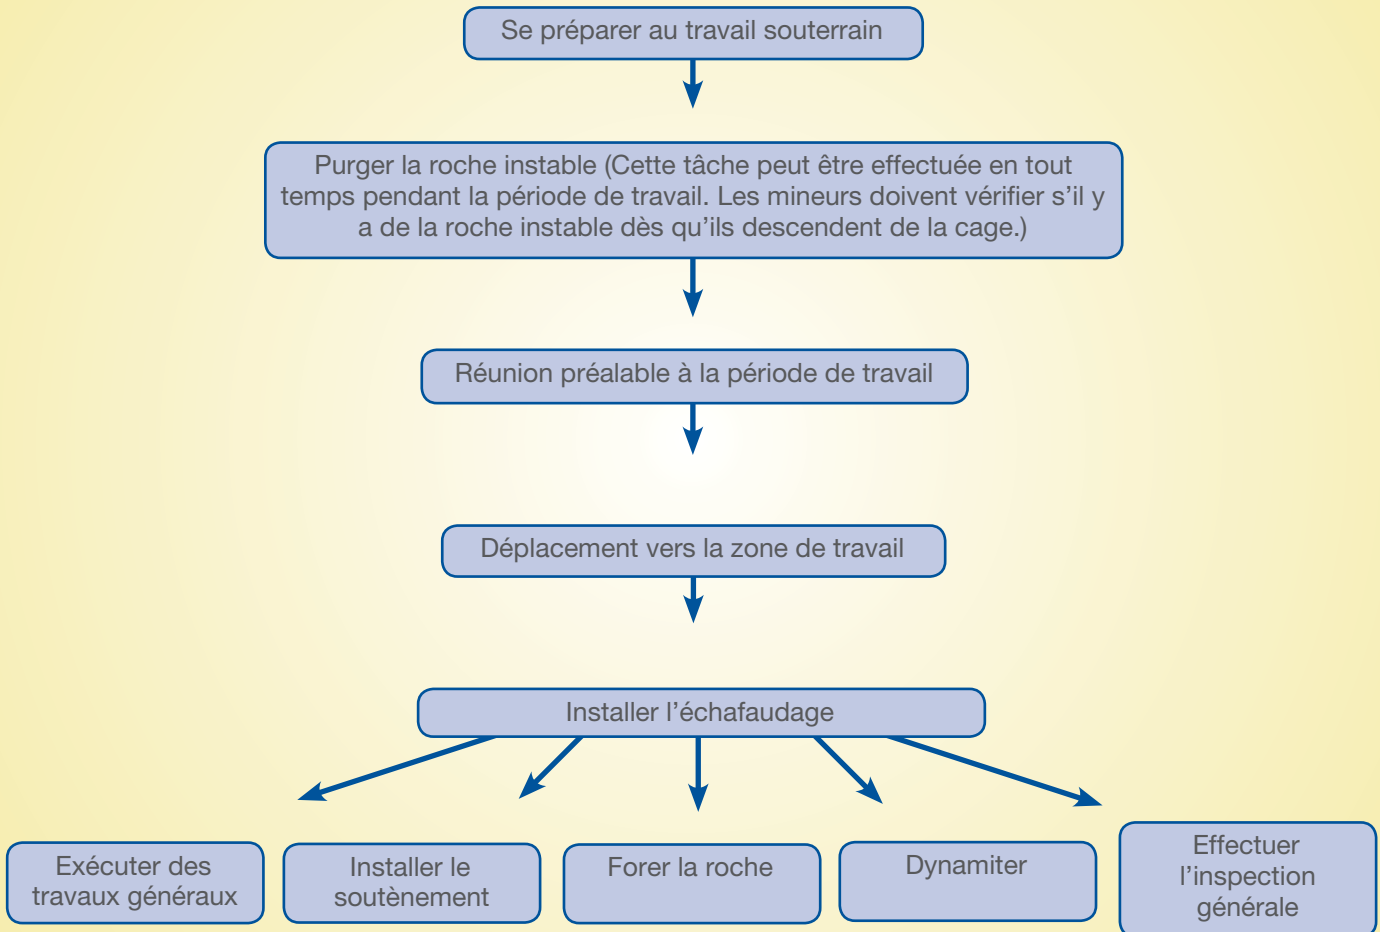 Se préparer au travail souterrain
Purger la roche instable (Cette tâche peut être effectuée en tout
temps pendant la période de travail. Les mineurs doivent vérifier s’il y
a de la roche instable dès qu’ils descendent de la cage.)
Réunion préalable à la période de travail
Déplacement vers la zone de travail
Installer l’échafaudage
Exécuter des
travaux généraux
Installer le
soutènement
Forer la roche
Dynamiter
Effectuer
l’inspection
générale